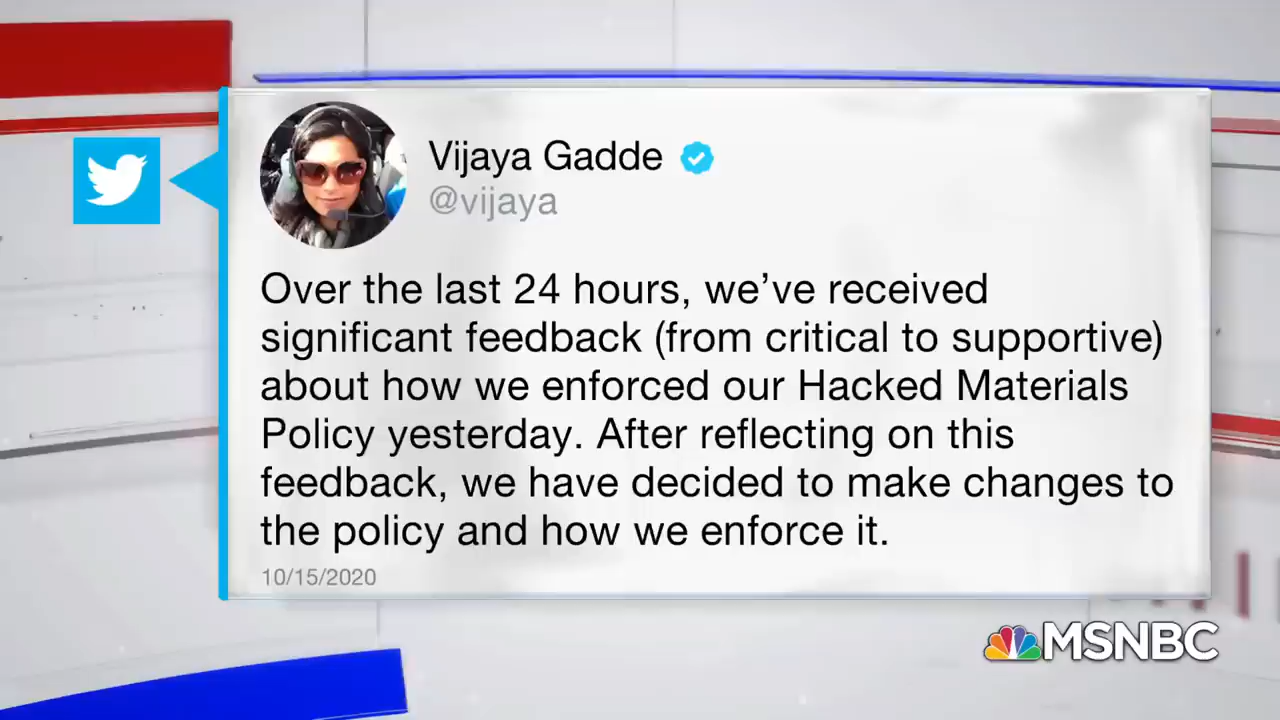 Vijaya Gadde
@vijaya
Over the last 24 hours, we’ve received
significant feedback (from critical to supportive)
about how we enforced our Hacked Materials
Policy yesterday. After reflecting on this
feedback, we have decided to make changes to
the policy and how we enforce it.
10/15/2020
MSNBC